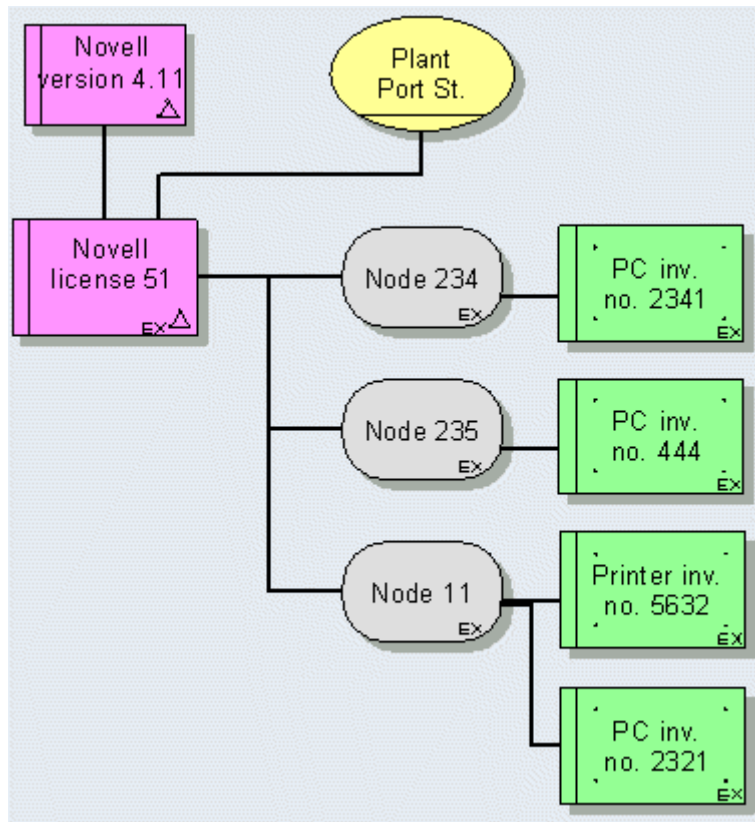 Novell
version 4.11
Plant
Port St.
Novell
license 51
EX
Node 234
EX
PC inv.
no. 2341
EX
Node 235
EX
PC inv.
no. 444
EX
Node 11
EX
Printer inv.
no. 5632
EX
PC inv.
no. 2321
EX